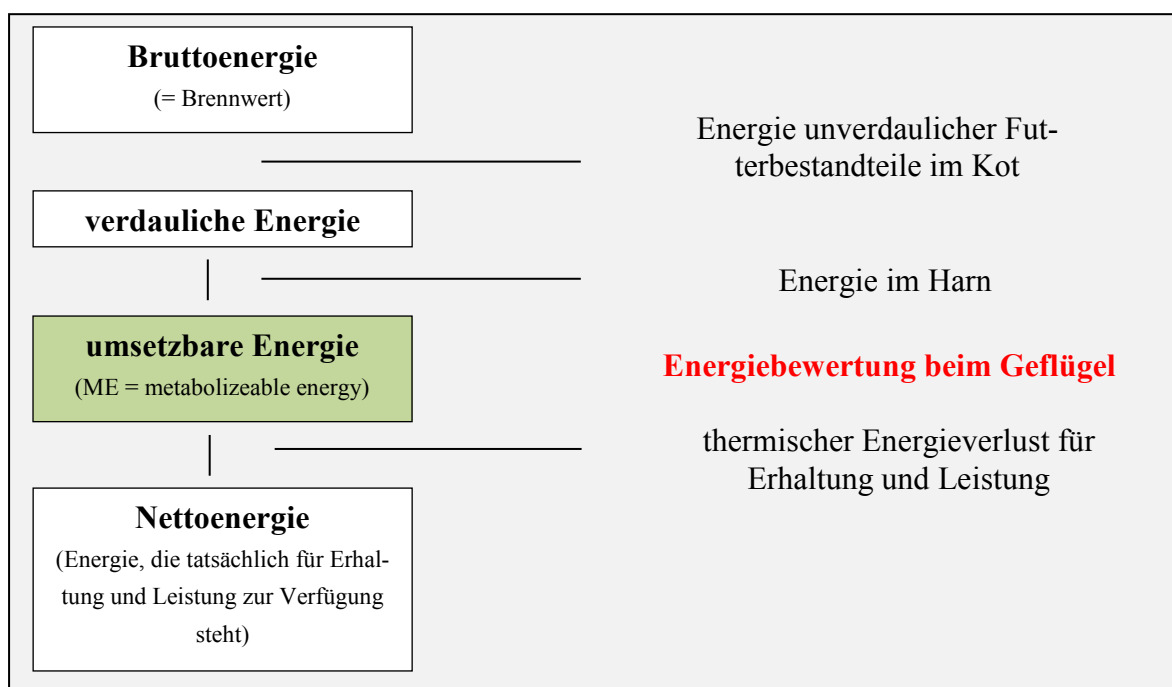 Bruttoenergie
(= Brennwert)
Energie unverdaulicher Fut-
terbestandteile im Kot
verdauliche Energie
Energie im Harn
umsetzbare Energie
(ME = metabolizeable energy)
Energiebewertung beim Geflügel
thermischer Energieverlust für
Erhaltung und Leistung
Nettoenergie
(Energie, die tatsächlich für Erhal-
tung und Leistung zur Verfügung
steht)